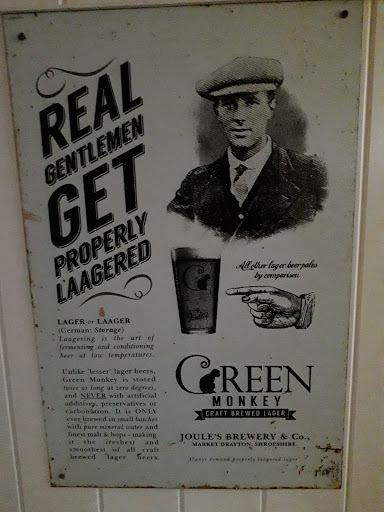 REAL
GENTLEMEN
GET
PROPERLY
LAAGERED
All other lager beer pales
by comparison
LAGER or LAAGER
(German: Storage)
Laagering is the art of
fermenting and conditioning
beer at low temperatures.
Unlike 'lesser' lager beers,
Green Monkey is stored
twice as long at zero degrees,
and NEVER with artificial
additives, preservatives or
carbonation. It is ONLY
ever brewed in small batches
with pure mineral water and
finest malt & hops - making
it the freshest and
smoothest of all craft
brewed lager beers
GREEN
MONKEY
CRAFT BREWED LAGER
JOULE'S BREWERY & Co.,
MARKET DRAYTON, SHROPSHIRE.
Always demand properly laagered lager